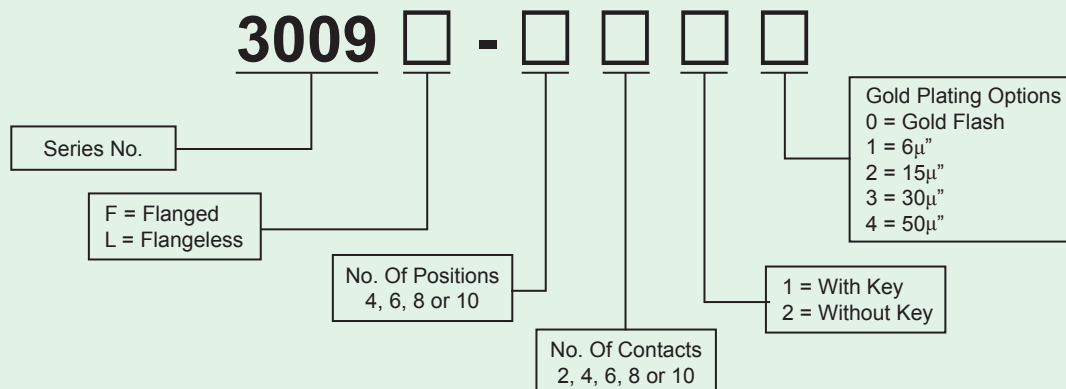 3009 □ - □ □ □ □
Series No.
F = Flanged
L = Flangeless
No. Of Positions
4, 6, 8 or 10
No. Of Contacts
2, 4, 6, 8 or 10
1 = With Key
2 = Without Key
Gold Plating Options
0 = Gold Flash
1 = 6µ”
2 = 15µ”
3 = 30µ”
4 = 50µ”